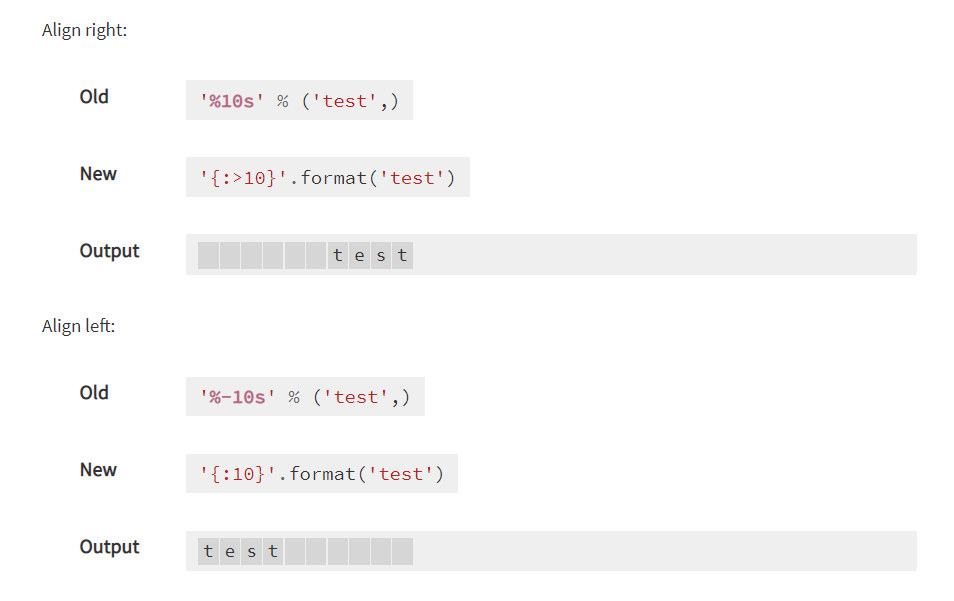 Align right:
Old '%10s' % ('test',)
New '{:>10}'.format('test')
Output test
Align left:
Old '%-10s' % ('test',)
New '{:10}'.format('test')
Output test